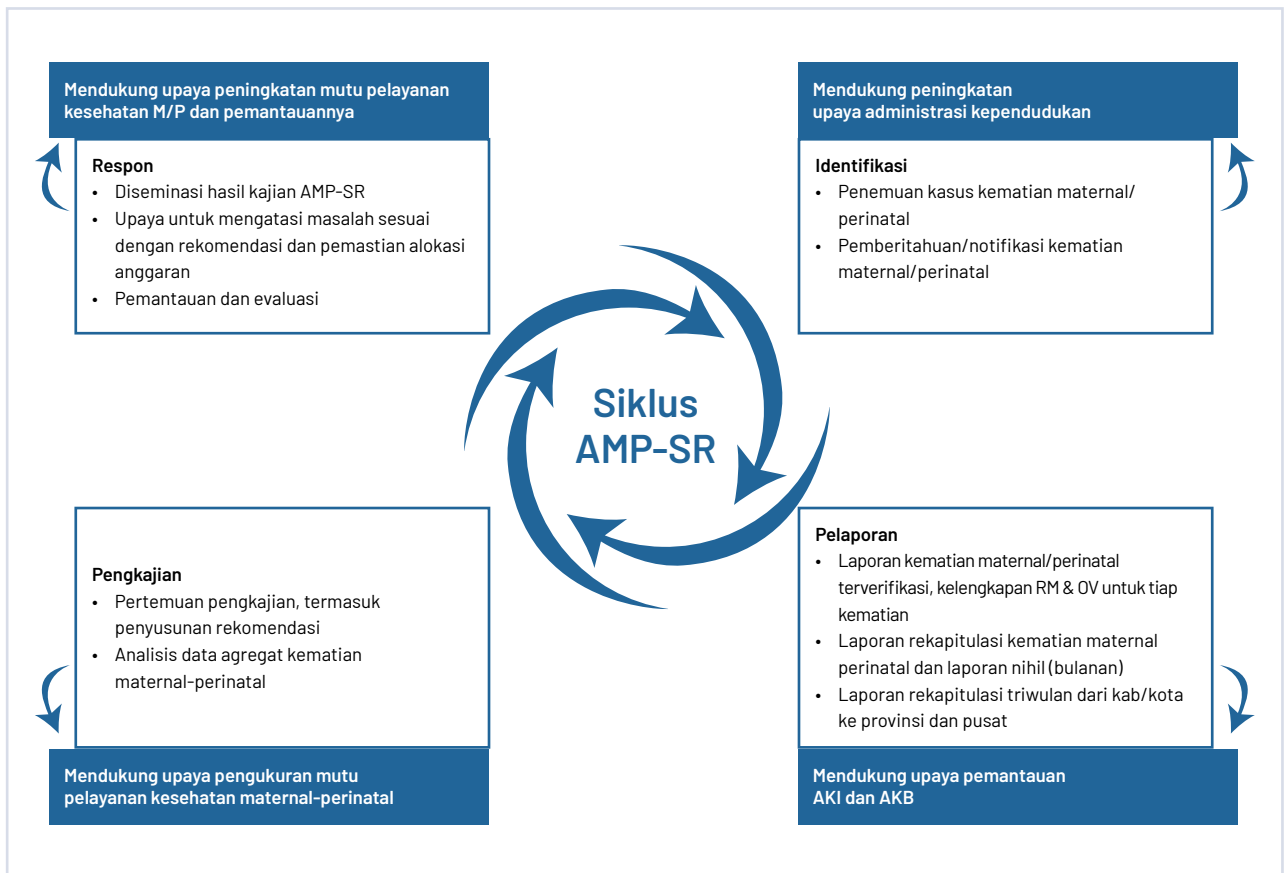 Mendukung upaya peningkatan mutu pelayanan
kesehatan M/P dan pemantauannya
Respon
• Diseminasi hasil kajian AMP-SR
• Upaya untuk mengatasi masalah sesuai
dengan rekomendasi dan pemastian alokasi
anggaran
• Pemantauan dan evaluasi
Mendukung peningkatan
upaya administrasi kependudukan
Identifikasi
• Penemuan kasus kematian maternal/
perinatal
• Pemberitahuan/notifikasi kematian
maternal/perinatal
Siklus
AMP-SR
Pengkajian
• Pertemuan pengkajian, termasuk
penyusunan rekomendasi
• Analisis data agregat kematian
maternal-perinatal
Mendukung upaya pengukuran mutu
pelayanan kesehatan maternal-perinatal
Pelaporan
• Laporan kematian maternal/perinatal
terverifikasi, kelengkapan RM & OV untuk tiap
kematian
• Laporan rekapitulasi kematian maternal
perinatal dan laporan nihil (bulanan)
• Laporan rekapitulasi triwulan dari kab/kota
ke provinsi dan pusat
Mendukung upaya pemantauan
AKI dan AKB